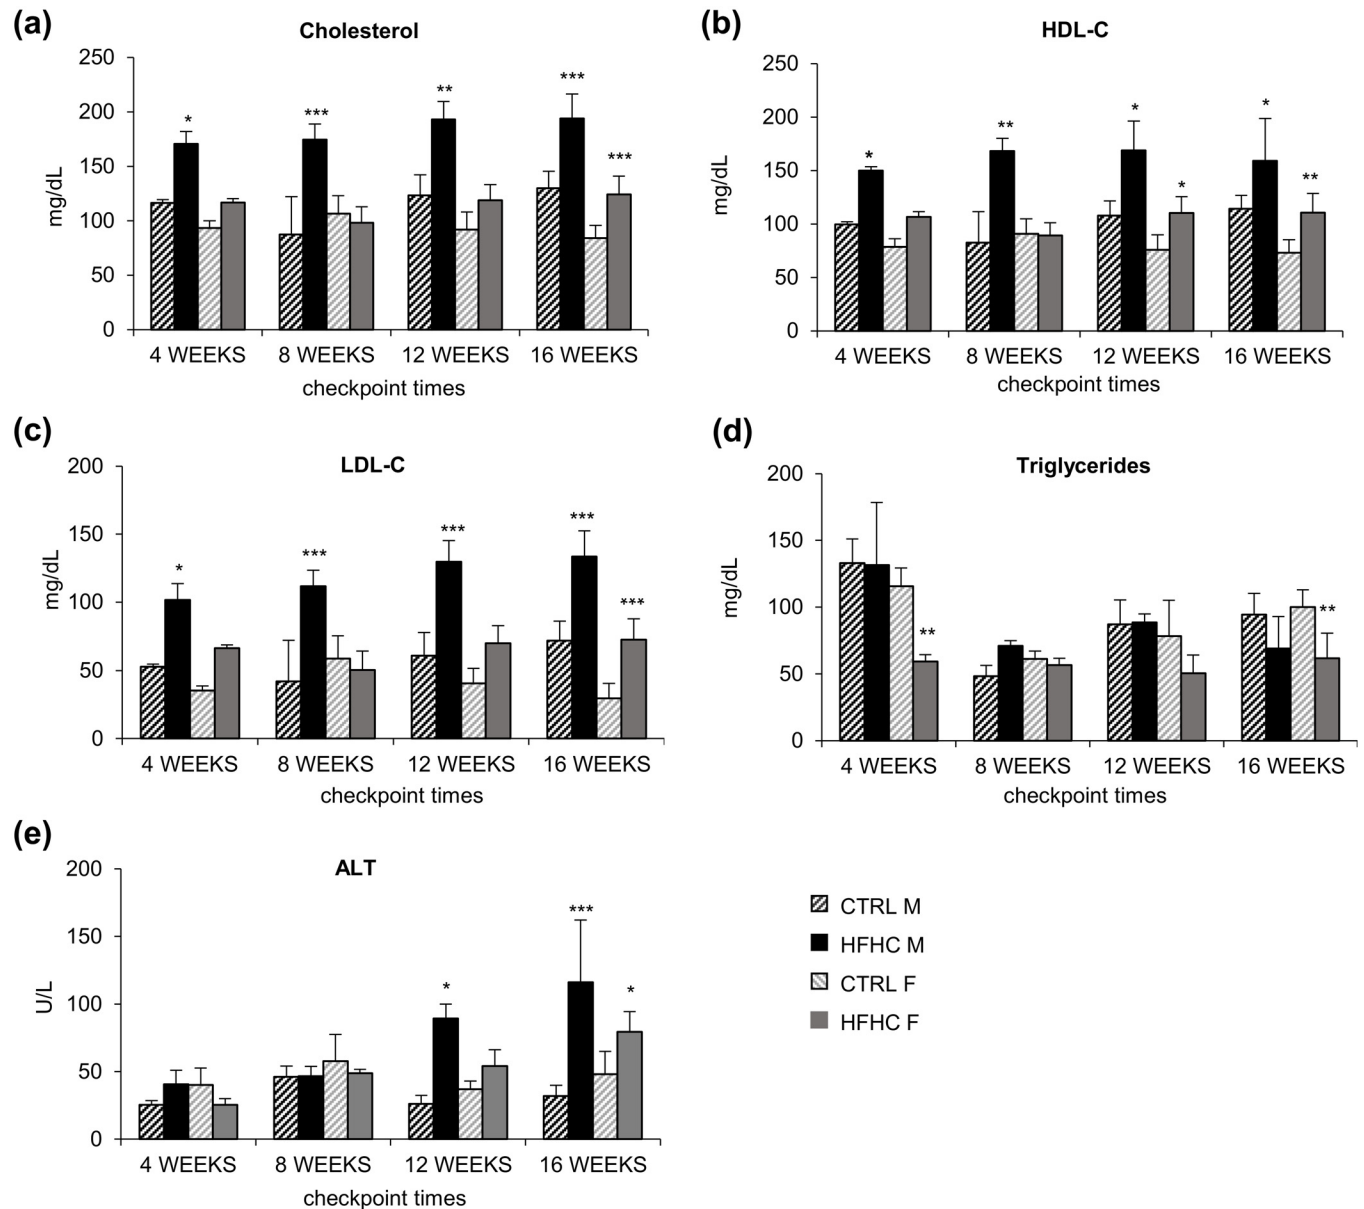 (a)
Cholesterol
250
200
150
100
50
0
mg/dL
*
***
**
***
***
4 WEEKS 8 WEEKS 12 WEEKS 16 WEEKS
checkpoint times
(b)
HDL-C
250
200
150
100
50
0
mg/dL
*
**
*
*
*
**
4 WEEKS 8 WEEKS 12 WEEKS 16 WEEKS
checkpoint times
(c)
LDL-C
200
150
100
50
0
mg/dL
*
***
***
***
***
4 WEEKS 8 WEEKS 12 WEEKS 16 WEEKS
checkpoint times
(d)
Triglycerides
200
150
100
50
0
mg/dL
**
**
4 WEEKS 8 WEEKS 12 WEEKS 16 WEEKS
checkpoint times
(e)
ALT
200
150
100
50
0
U/L
*
***
*
4 WEEKS 8 WEEKS 12 WEEKS 16 WEEKS
checkpoint times
CTRL M
HFHC M
CTRL F
HFHC F